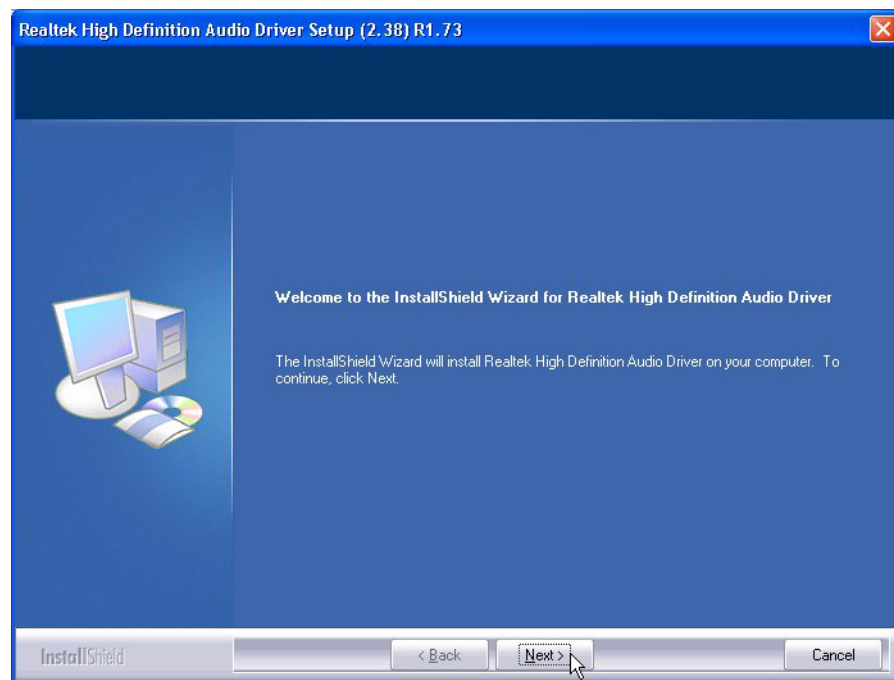 Realtek High Definition Audio Driver Setup (2.38) R1.73
Welcome to the InstallShield Wizard for Realtek High Definition Audio Driver
The InstallShield Wizard will install Realtek High Definition Audio Driver on your computer. To
continue, click Next.
InstallShield
< Back
Next >
Cancel